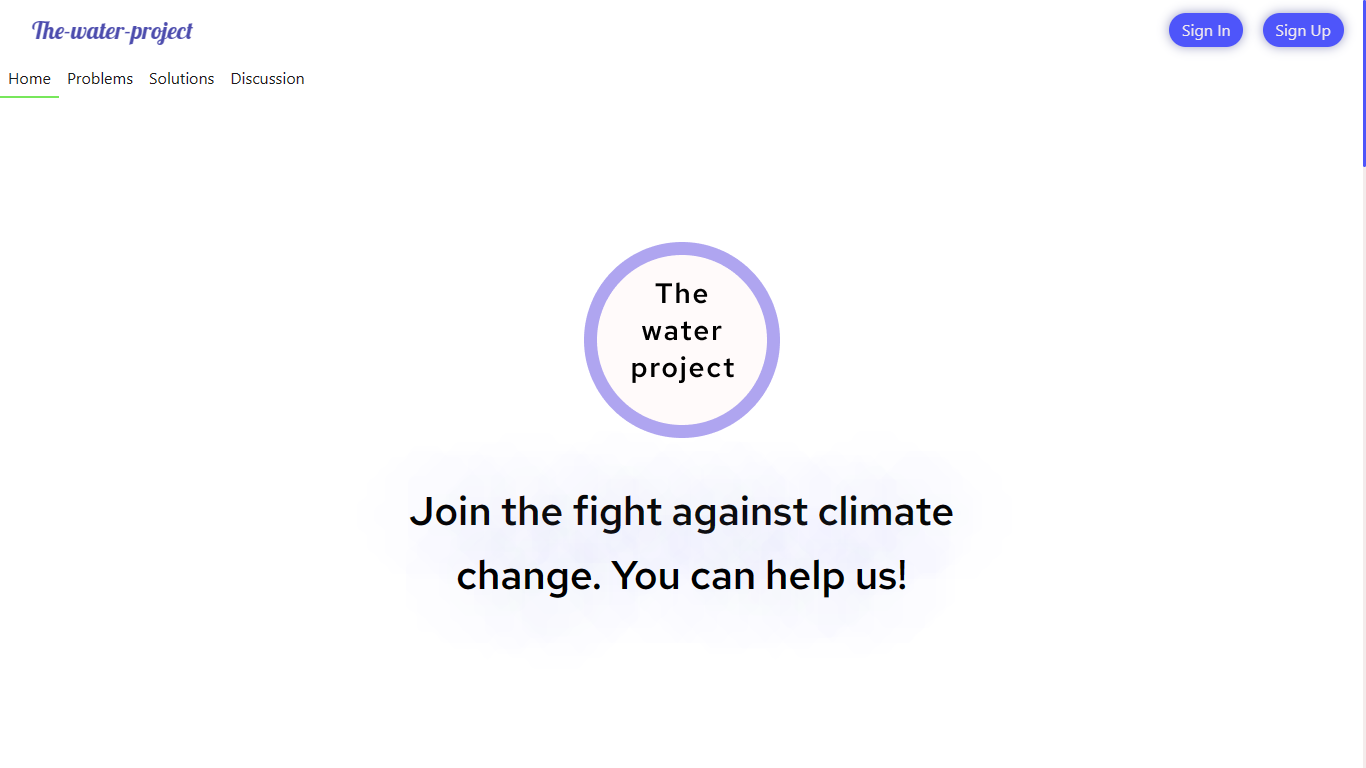 The-water-project
Sign In
Sign Up
Home Problems Solutions Discussion
The
water
project
Join the fight against climate
change. You can help us!